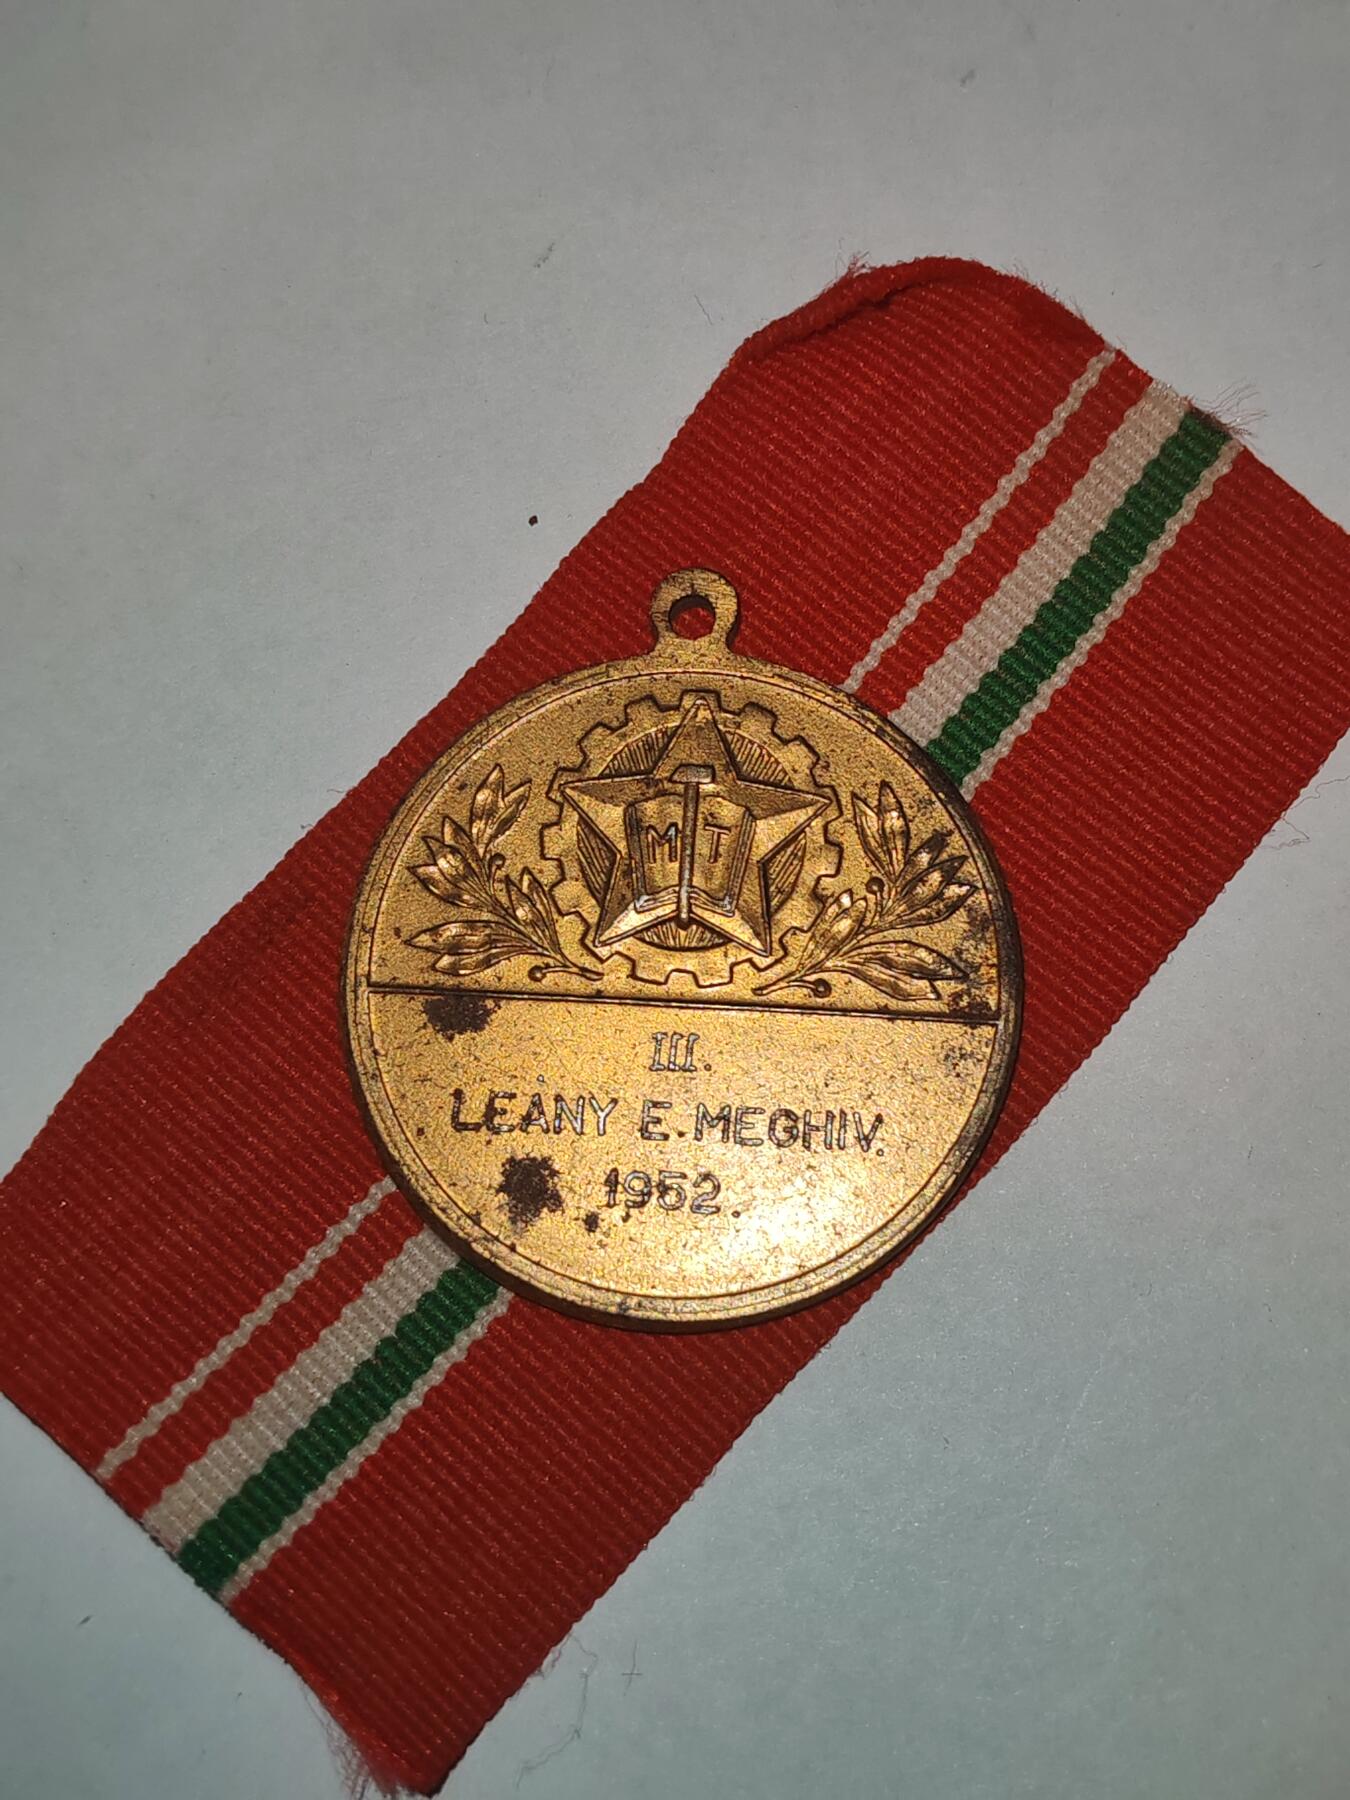 M T
III.
LEÁNY E. MEGHIV.
1952.